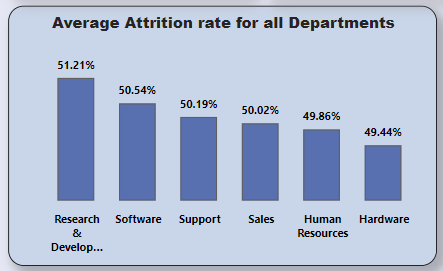 Average Attrition rate for all Departments
51.21%
50.54%
50.19%
50.02%
49.86%
49.44%
Research
&
Develop...
Software
Support
Sales
Human
Resources
Hardware